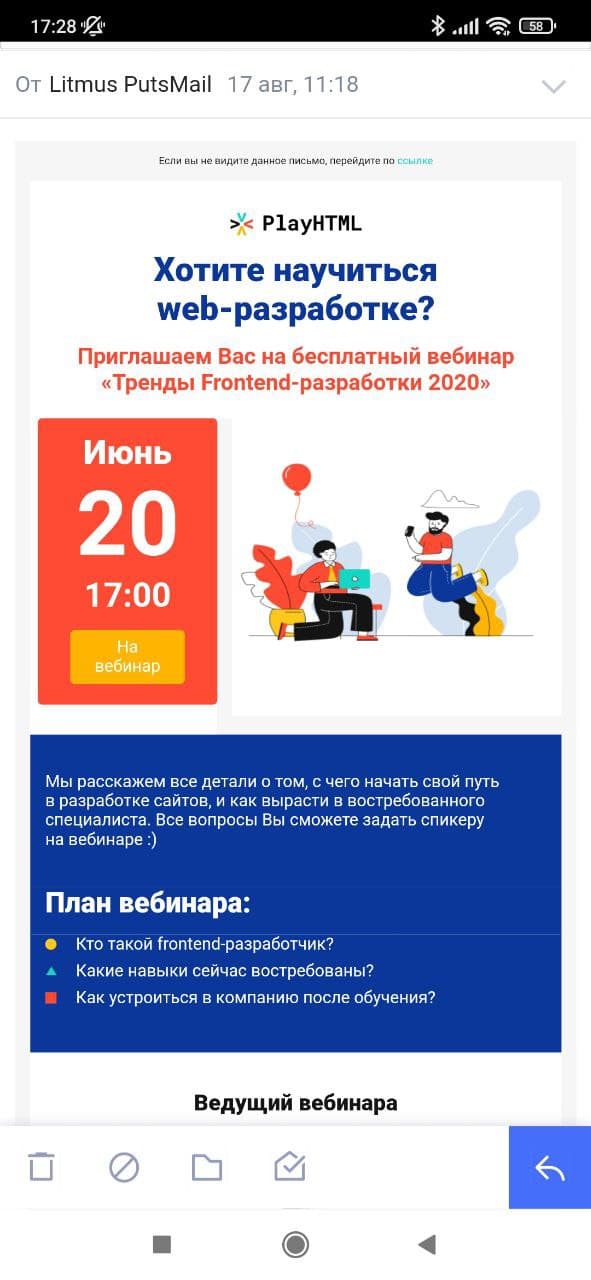 17:28
58
От Litmus PutsMail 17 авг, 11:18
Если вы не видите данное письмо, перейдите по ссылке
PlayHTML
Хотите научиться
web-разработке?
Приглашаем Вас на бесплатный вебинар
«Тренды Frontend-разработки 2020»
Июнь
20
17:00
На
вебинар
Мы расскажем все детали о том, с чего начать свой путь
в разработке сайтов, и как вырасти в востребованного
специалиста. Все вопросы Вы сможете задать спикеру
на вебинаре :)
План вебинара:
Кто такой frontend-разработчик?
Какие навыки сейчас востребованы?
Как устроиться в компанию после обучения?
Ведущий вебинара